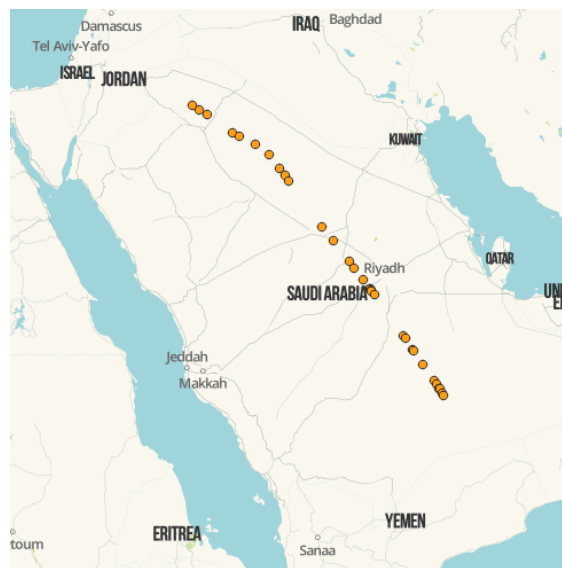 Damascus
IRAQ
Baghdad
Tel Aviv-Yafo
ISRAEL
JORDAN
KUWAIT
QATAR
Riyadh
SAUDI ARABIA
UNI
E
Jeddah
Makkah
ERITREA
YEMEN
toum
Sanaa